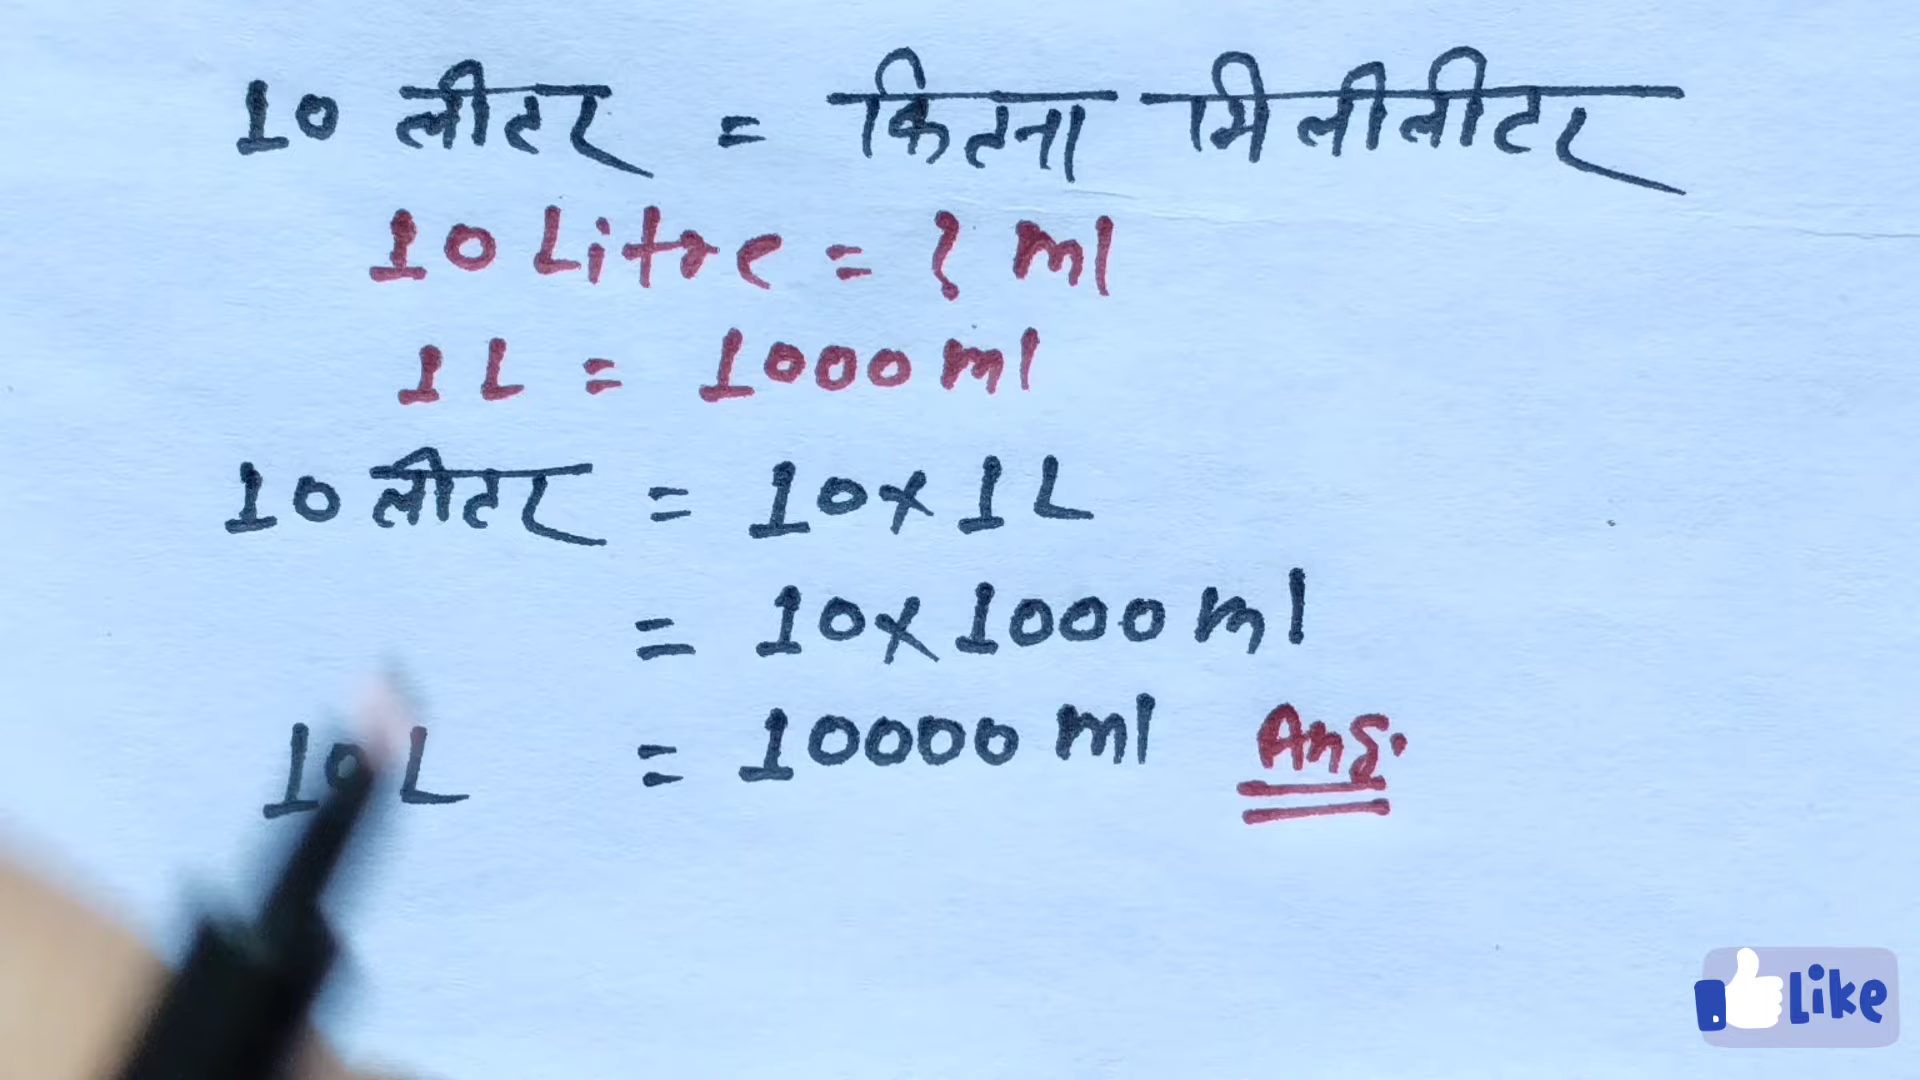 10 लीटर = कितना मिलीलीटर
10 Litre = ? ml
1 L = 1000 ml
10 लीटर = 10 x 1 L
= 10 x 1000 ml
10 L = 10000 ml Ans.
Like